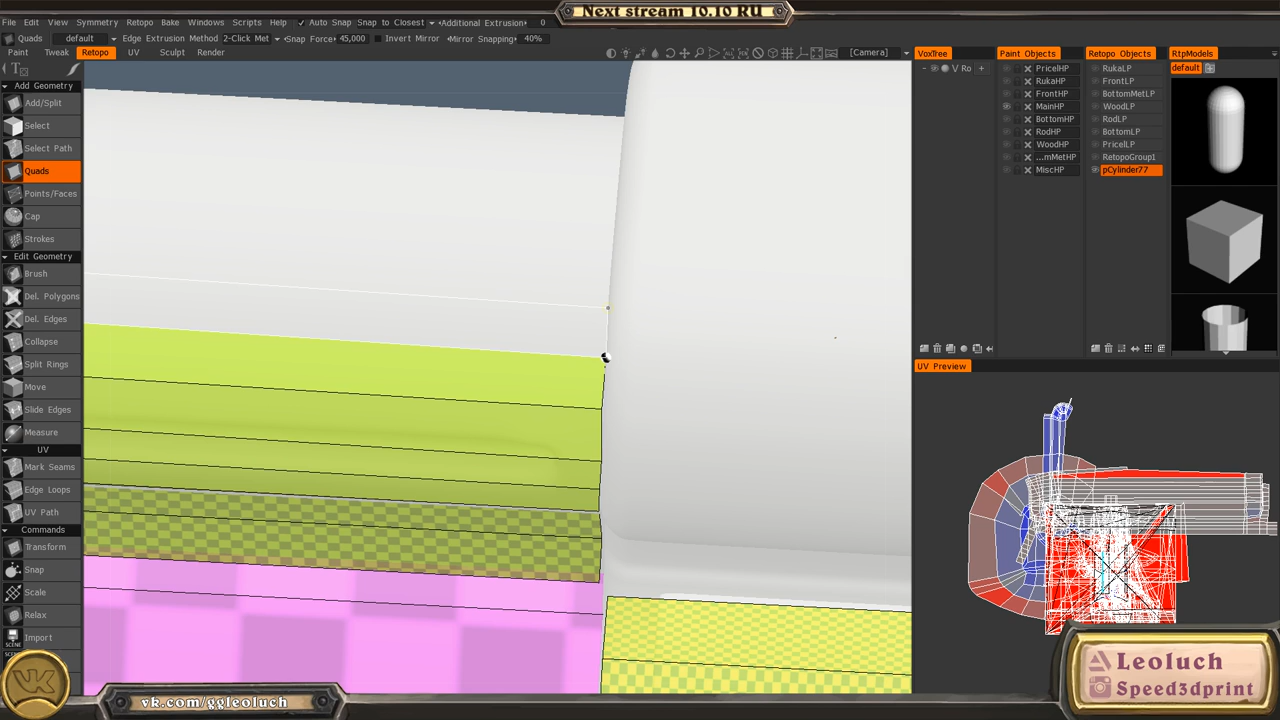 Next stream 10.10 RU
File Edit View Symmetry Retopo Bake Windows Scripts Help Auto Snap Snap to Closest Additional Extrusion 0
Quads default Edge Extrusion Method 2-Click Met Snap Force 45,000 Invert Mirror Mirror Snapping 40%
Paint Tweak Retopo UV Sculpt Render [Camera]
VoxTree Paint Objects Retopo Objects RtpModels
V Ro +
default
Add Geometry
Add/Split
Select
Select Path
Quads
Points/Faces
Cap
Strokes
Edit Geometry
Brush
Del. Polygons
Del. Edges
Collapse
Split Rings
Move
Slide Edges
Measure
UV
Mark Seams
Edge Loops
UV Path
Commands
Transform
Snap
Scale
Relax
Import
PricelHP
RukaHP
FrontHP
MainHP
BottomHP
RodHP
WoodHP
...mMetHP
MiscHP
RukaLP
FrontLP
BottomMetLP
WoodLP
RodLP
BottomLP
PricelLP
RetopoGroup1
pCylinder77
UV Preview
vk.com/ggleoluch
Leoluch
Speed3dprint